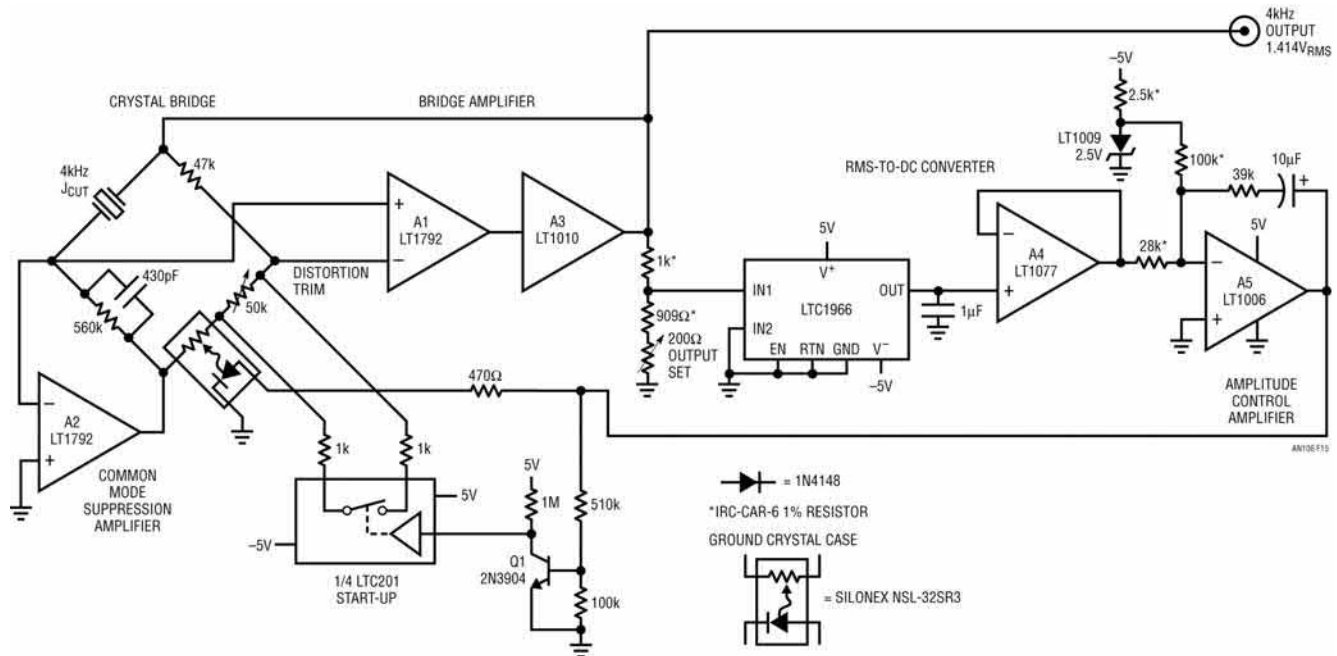 4kHz
OUTPUT
1.414VRMS
–5V
CRYSTAL BRIDGE
BRIDGE AMPLIFIER
2.5k*
47k
LT1009
2.5V
100k*
10µF
+
39k
4kHz
JCUT
RMS-TO-DC CONVERTER
+
A1
LT1792
–
A3
LT1010
1k*
5V
V+
–
A4
LT1077
+
28k*
5V
–
A5
LT1006
+
DISTORTION
TRIM
430pF
50k
560k
IN1
LTC1966
OUT
IN2
EN
RTN
GND
V–
–5V
1µF
909Ω*
200Ω
OUTPUT
SET
470Ω
–
A2
LT1792
+
COMMON
MODE
SUPPRESSION
AMPLIFIER
AMPLITUDE
CONTROL
AMPLIFIER
AN106 F15
1k
1k
5V
5V
1M
510k
–5V
Q1
2N3904
100k
1/4 LTC201
START-UP
= 1N4148
*IRC-CAR-6 1% RESISTOR
GROUND CRYSTAL CASE
= SILONEX NSL-32SR3